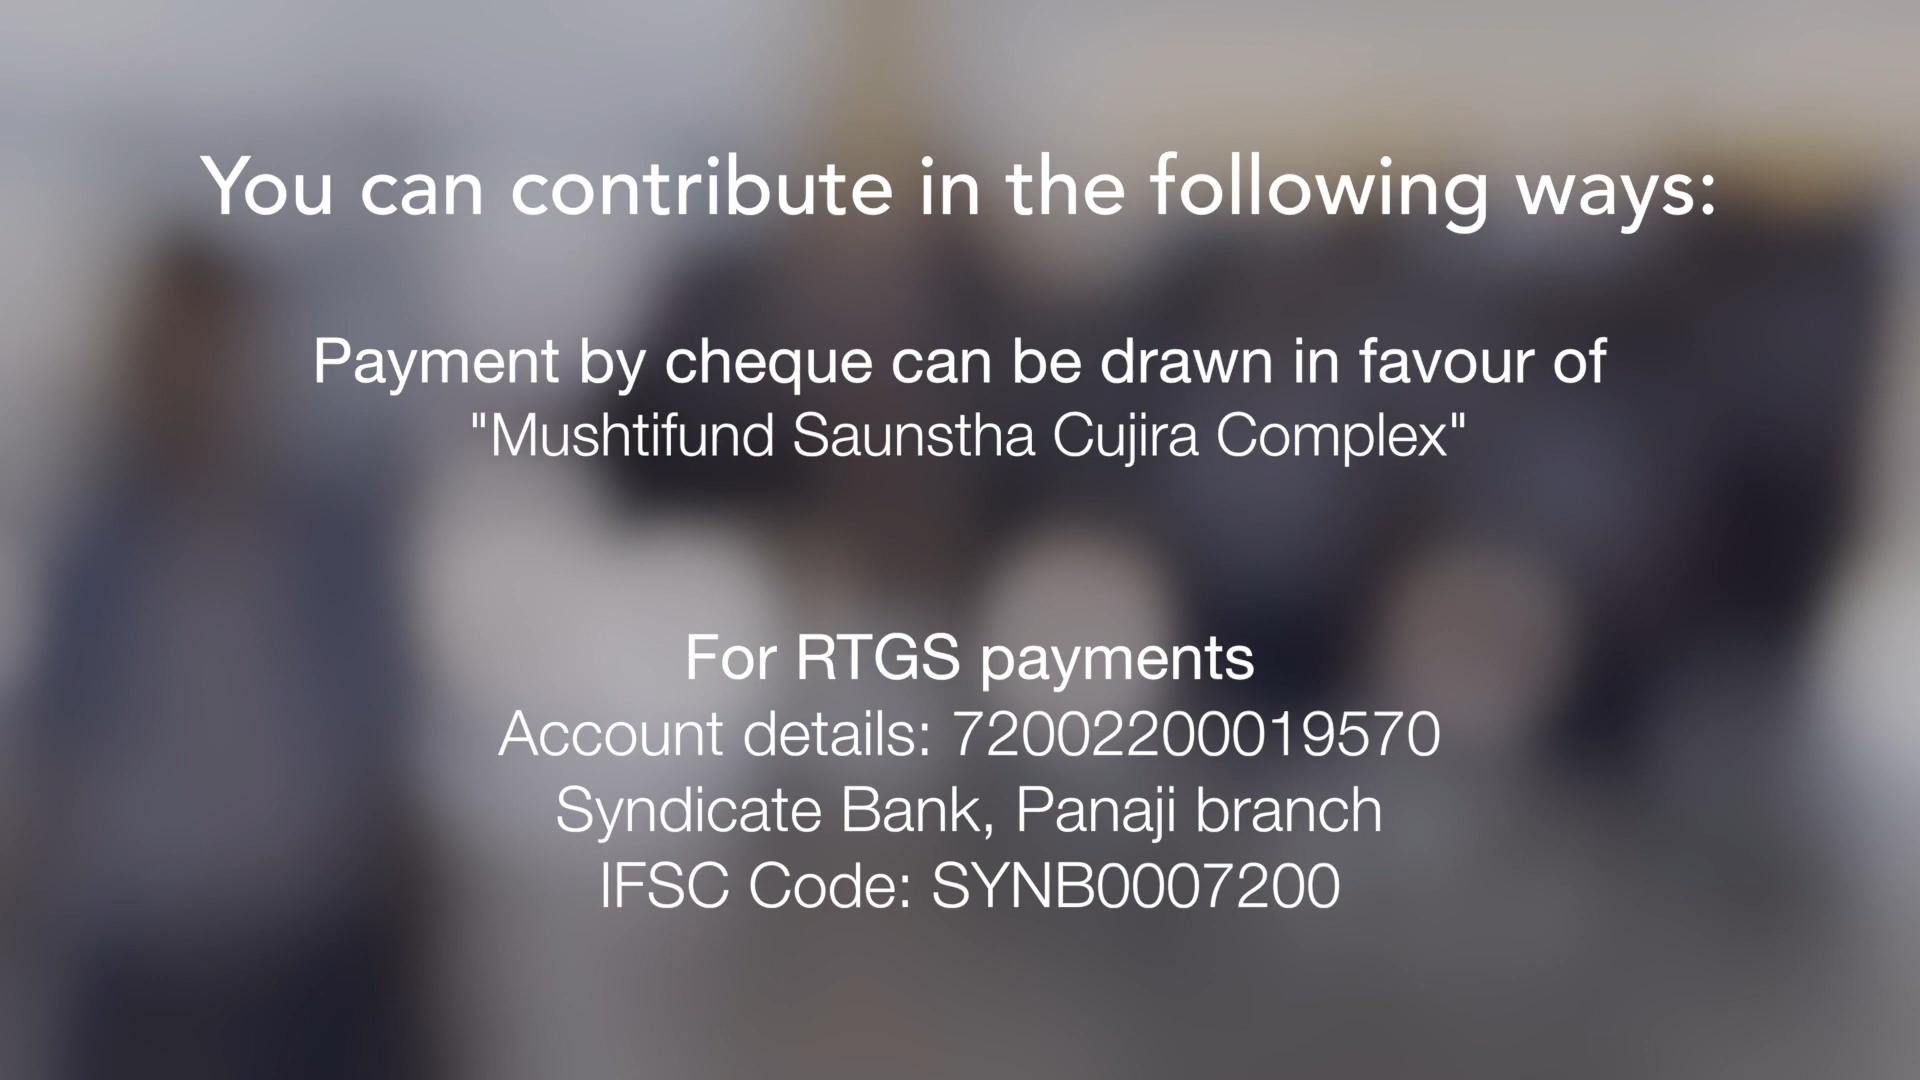 You can contribute in the following ways:
Payment by cheque can be drawn in favour of
"Mushtifund Saunstha Cujira Complex"
For RTGS payments
Account details: 72002200019570
Syndicate Bank, Panaji branch
IFSC Code: SYNB0007200